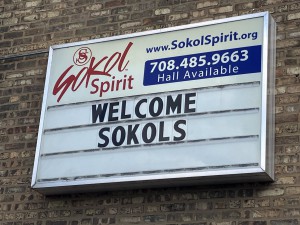 S
Sokol
Spirit
www.SokolSpirit.org
708.485.9663
Hall Available
WELCOME
SOKOLS